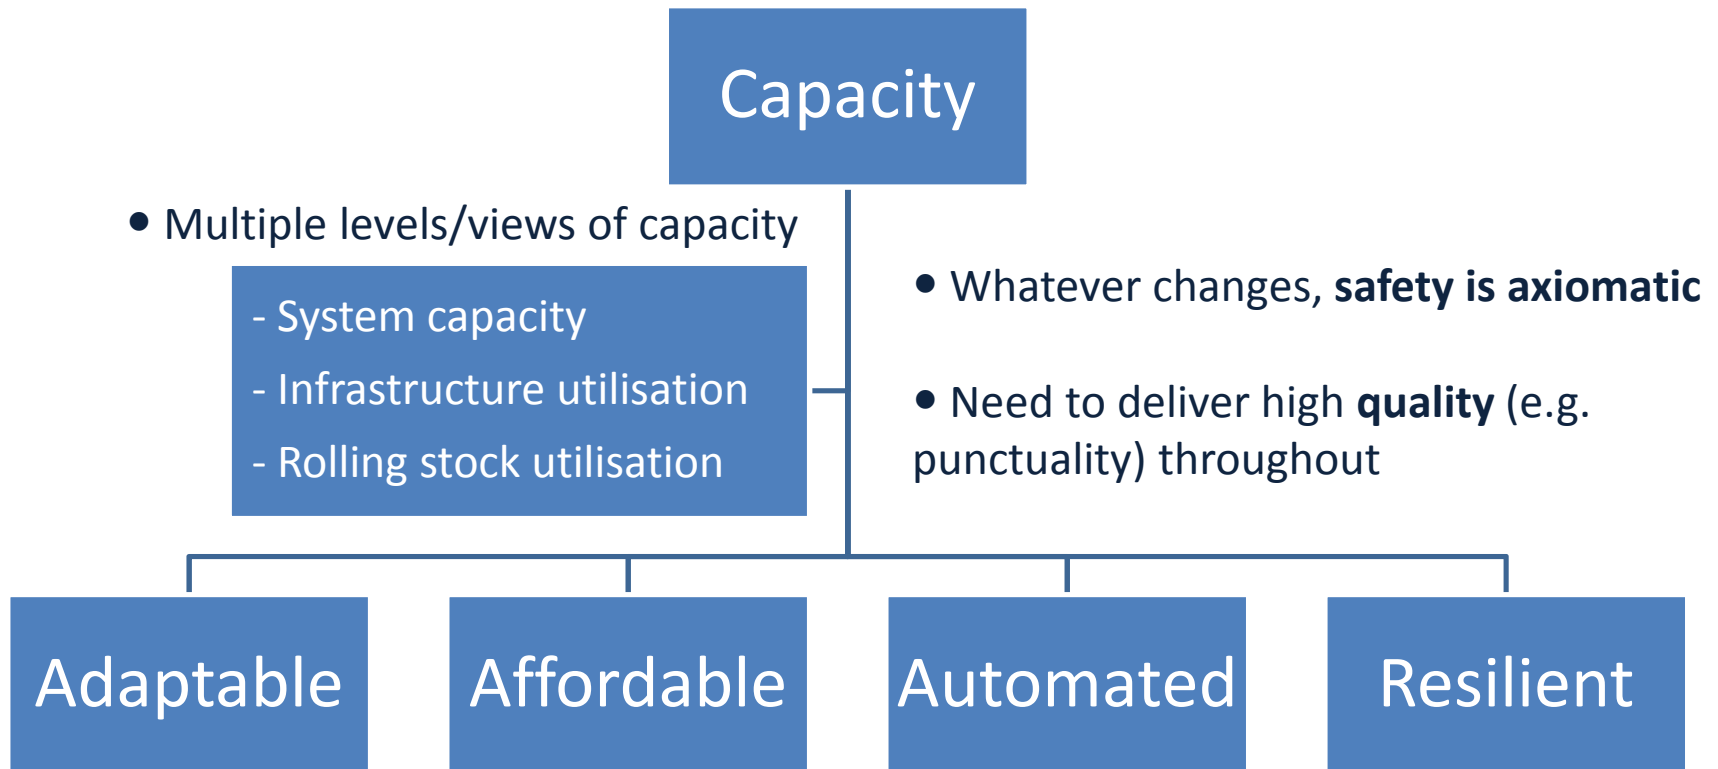 Capacity
• Multiple levels/views of capacity
- System capacity
- Infrastructure utilisation
- Rolling stock utilisation
• Whatever changes, safety is axiomatic
• Need to deliver high quality (e.g.
punctuality) throughout
Adaptable
Affordable
Automated
Resilient